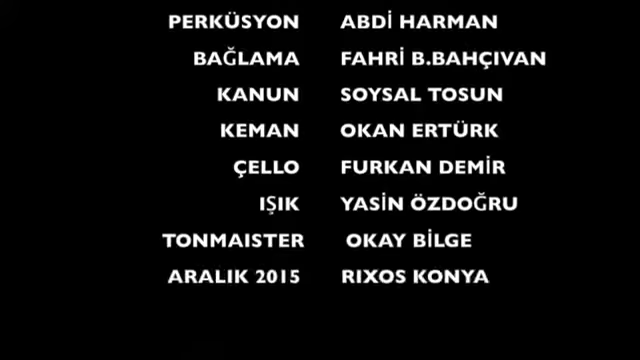 PERKÜSYON ABDİ HARMAN
BAĞLAMA FAHRİ B.BAHÇIVAN
KANUN SOYSAL TOSUN
KEMAN OKAN ERTÜRK
ÇELLO FURKAN DEMİR
IŞIK YASİN ÖZDOĞRU
TONMAISTER OKAY BİLGE
ARALIK 2015 RIXOS KONYA